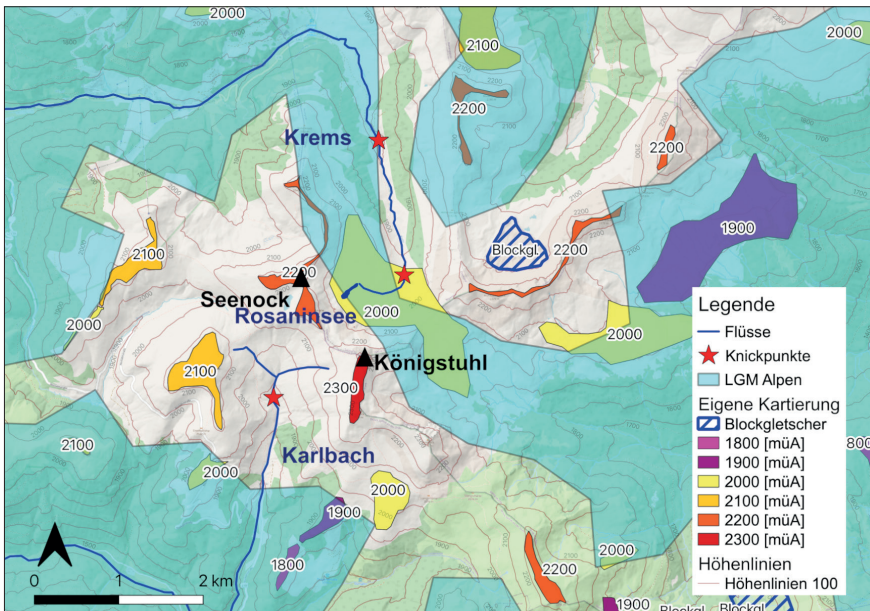 2000
2100
2000
2200
Krems
2200
2100
2200
Blockgl.
1900
2200
Seenock
Rosaninsee
2000
2000
2000
2100
Königstuhl
2300
2100
2000
Karlbach
2000
1900
1800
2200
2000
1800
1900
Blockgl.
Blockgl.
0
1
2 km
Legende
Flüsse
Knickpunkte
LGM Alpen
Eigene Kartierung
Blockgletscher
1800 [müA]
1900 [müA]
2000 [müA]
2100 [müA]
2200 [müA]
2300 [müA]
Höhenlinien
Höhenlinien 100